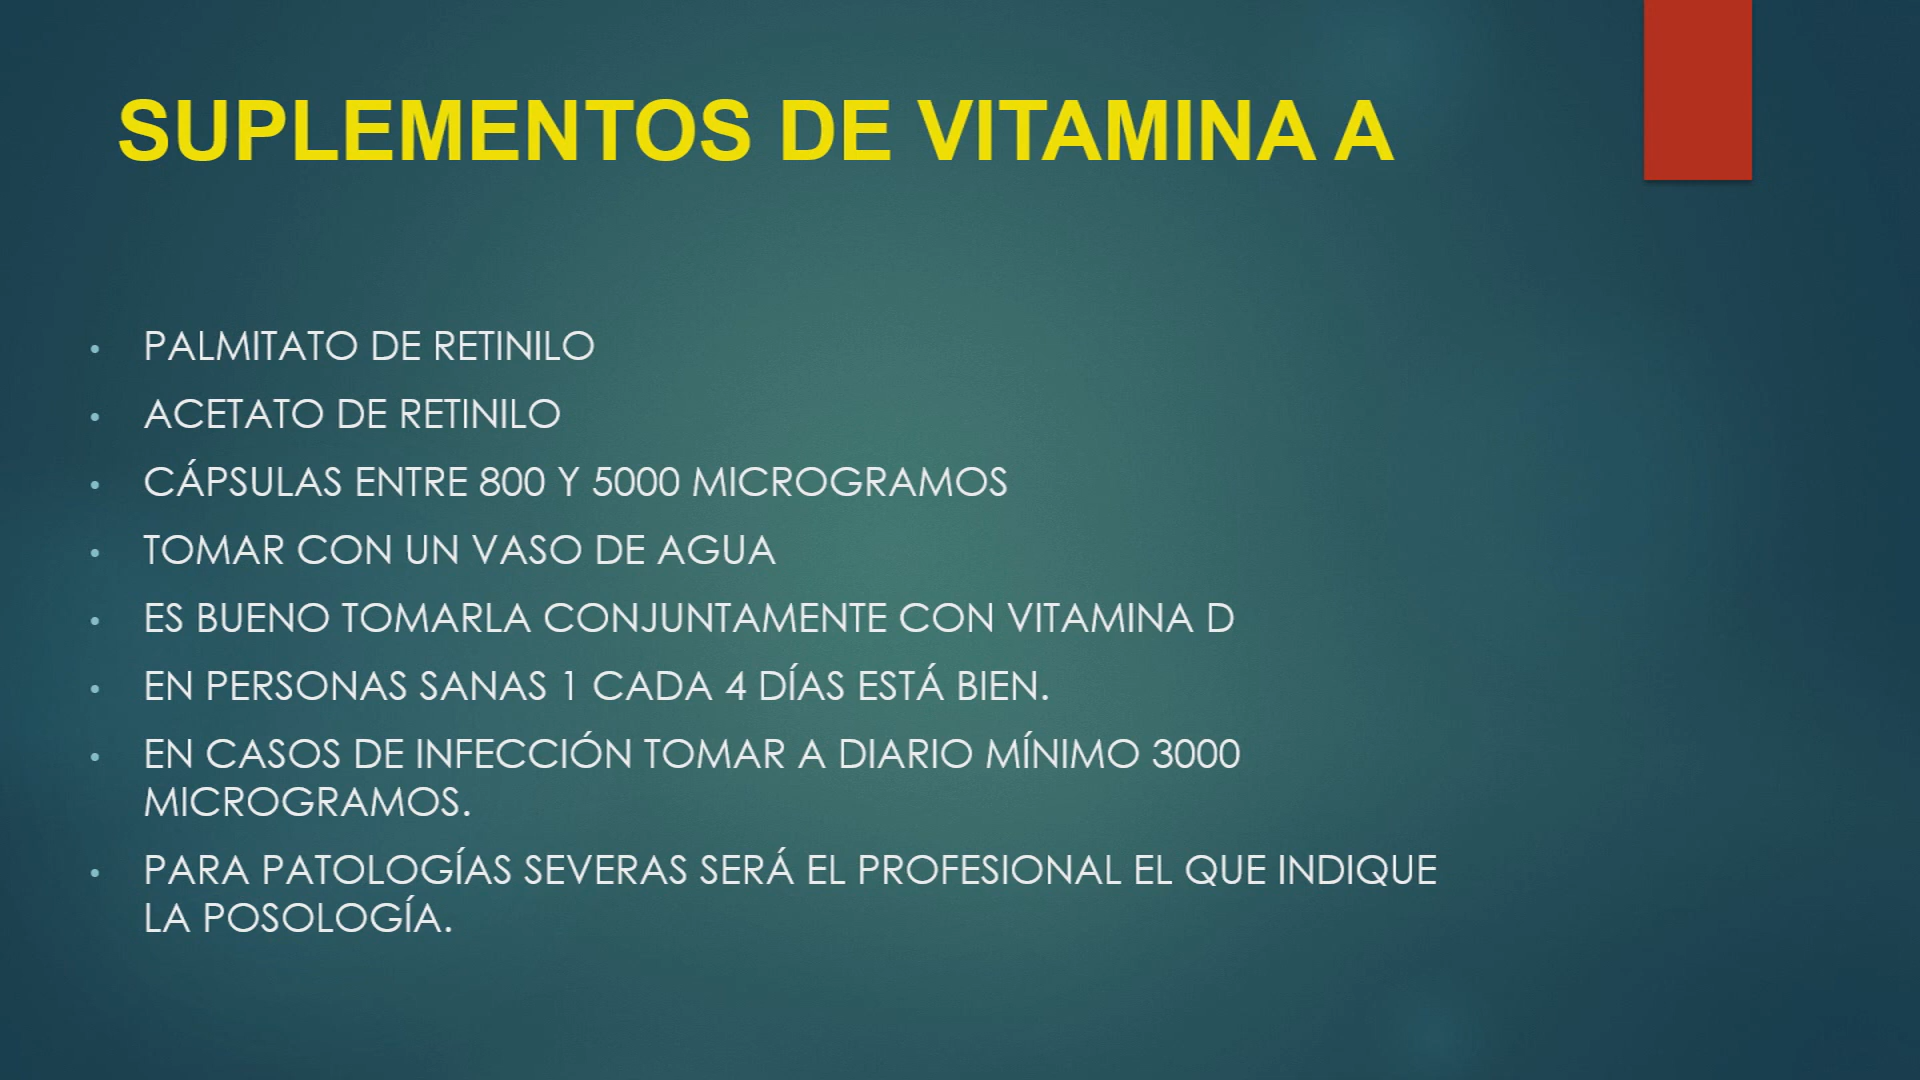 SUPLEMENTOS DE VITAMINA A
• PALMITATO DE RETINILO
• ACETATO DE RETINILO
• CÁPSULAS ENTRE 800 Y 5000 MICROGRAMOS
• TOMAR CON UN VASO DE AGUA
• ES BUENO TOMARLA CONJUNTAMENTE CON VITAMINA D
• EN PERSONAS SANAS 1 CADA 4 DÍAS ESTÁ BIEN.
• EN CASOS DE INFECCIÓN TOMAR A DIARIO MÍNIMO 3000
MICROGRAMOS.
• PARA PATOLOGÍAS SEVERAS SERÁ EL PROFESIONAL EL QUE INDIQUE
LA POSOLOGÍA.